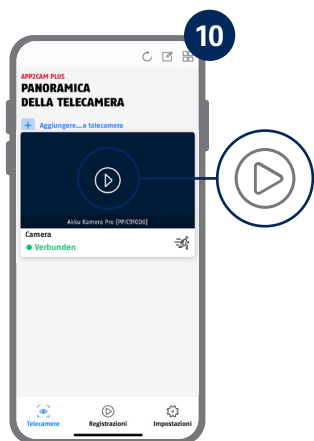 10
APP2CAM PLUS
PANORAMICA
DELLA TELECAMERA
+ Aggiungere...a telecamera
Akku Kamera Pro [PPIC91000]
Camera
Verbunden
Telecamere Registrazioni Impostazioni